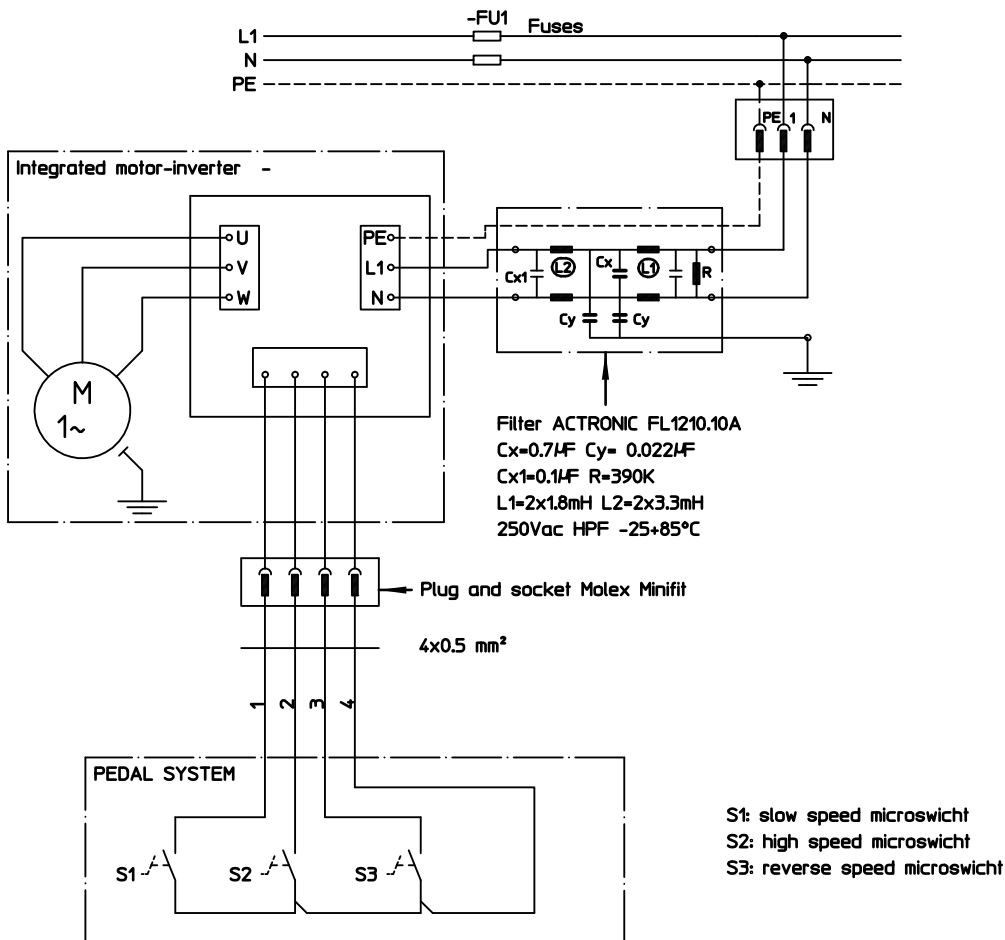 -FU1 Fuses
L1
N
PE
PE 1 N
Integrated motor-inverter -
U
V
W
PE
L1
N
Cx1
L2
Cx
L1
R
Cy
Cy
M
1~
Filter ACTRONIC FL1210.10A
Cx=0.7µF Cy= 0.022µF
Cx1=0.1µF R=390K
L1=2x1.8mH L2=2x3.3mH
250Vac HPF -25+85°C
Plug and socket Molex Minifit
4x0.5 mm²
1
2
3
4
PEDAL SYSTEM
S1
S2
S3
S1: slow speed microswicht
S2: high speed microswicht
S3: reverse speed microswicht